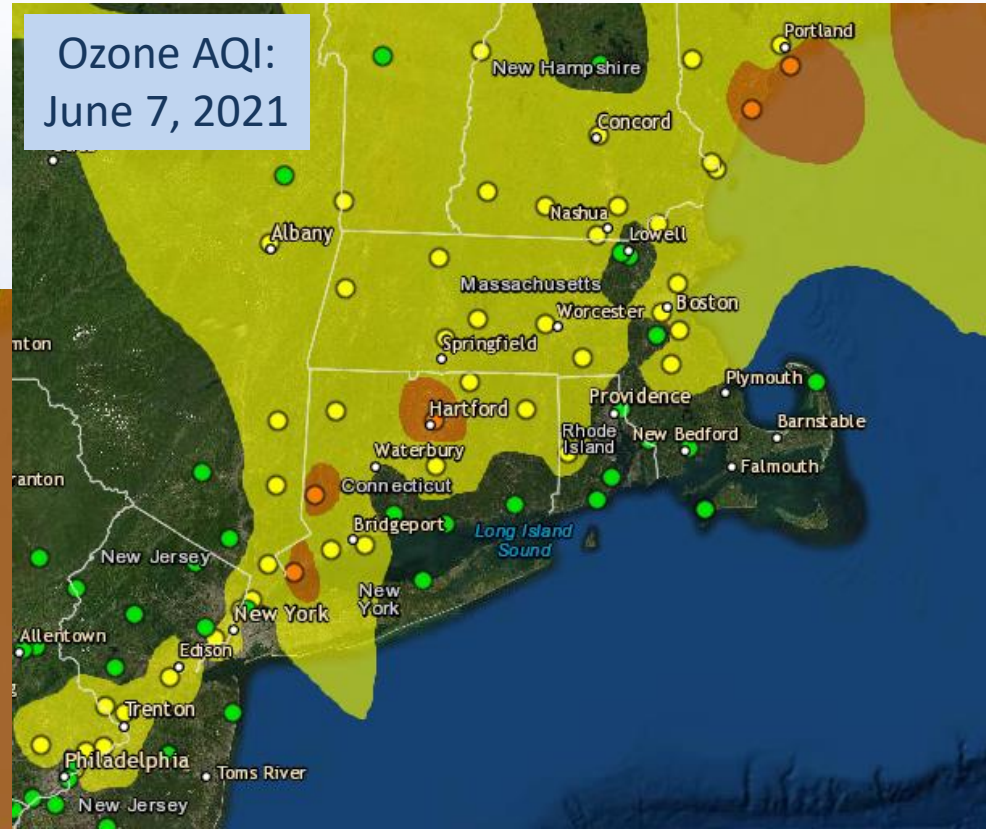 Ozone AQI:
June 7, 2021
Portland
New Hampshire
Concord
Nashua
Albany
Lowell
Massachusetts
Boston
Worcester
Springfield
Plymouth
Providence
Hartford
Barnstable
Rhode
Island
New Bedford
Waterbury
Falmouth
Connecticut
Bridgeport
Long Island
Sound
New Jersey
New
York
New York
Allentown
Edison
Trenton
Philadelphia
Toms River
New Jersey